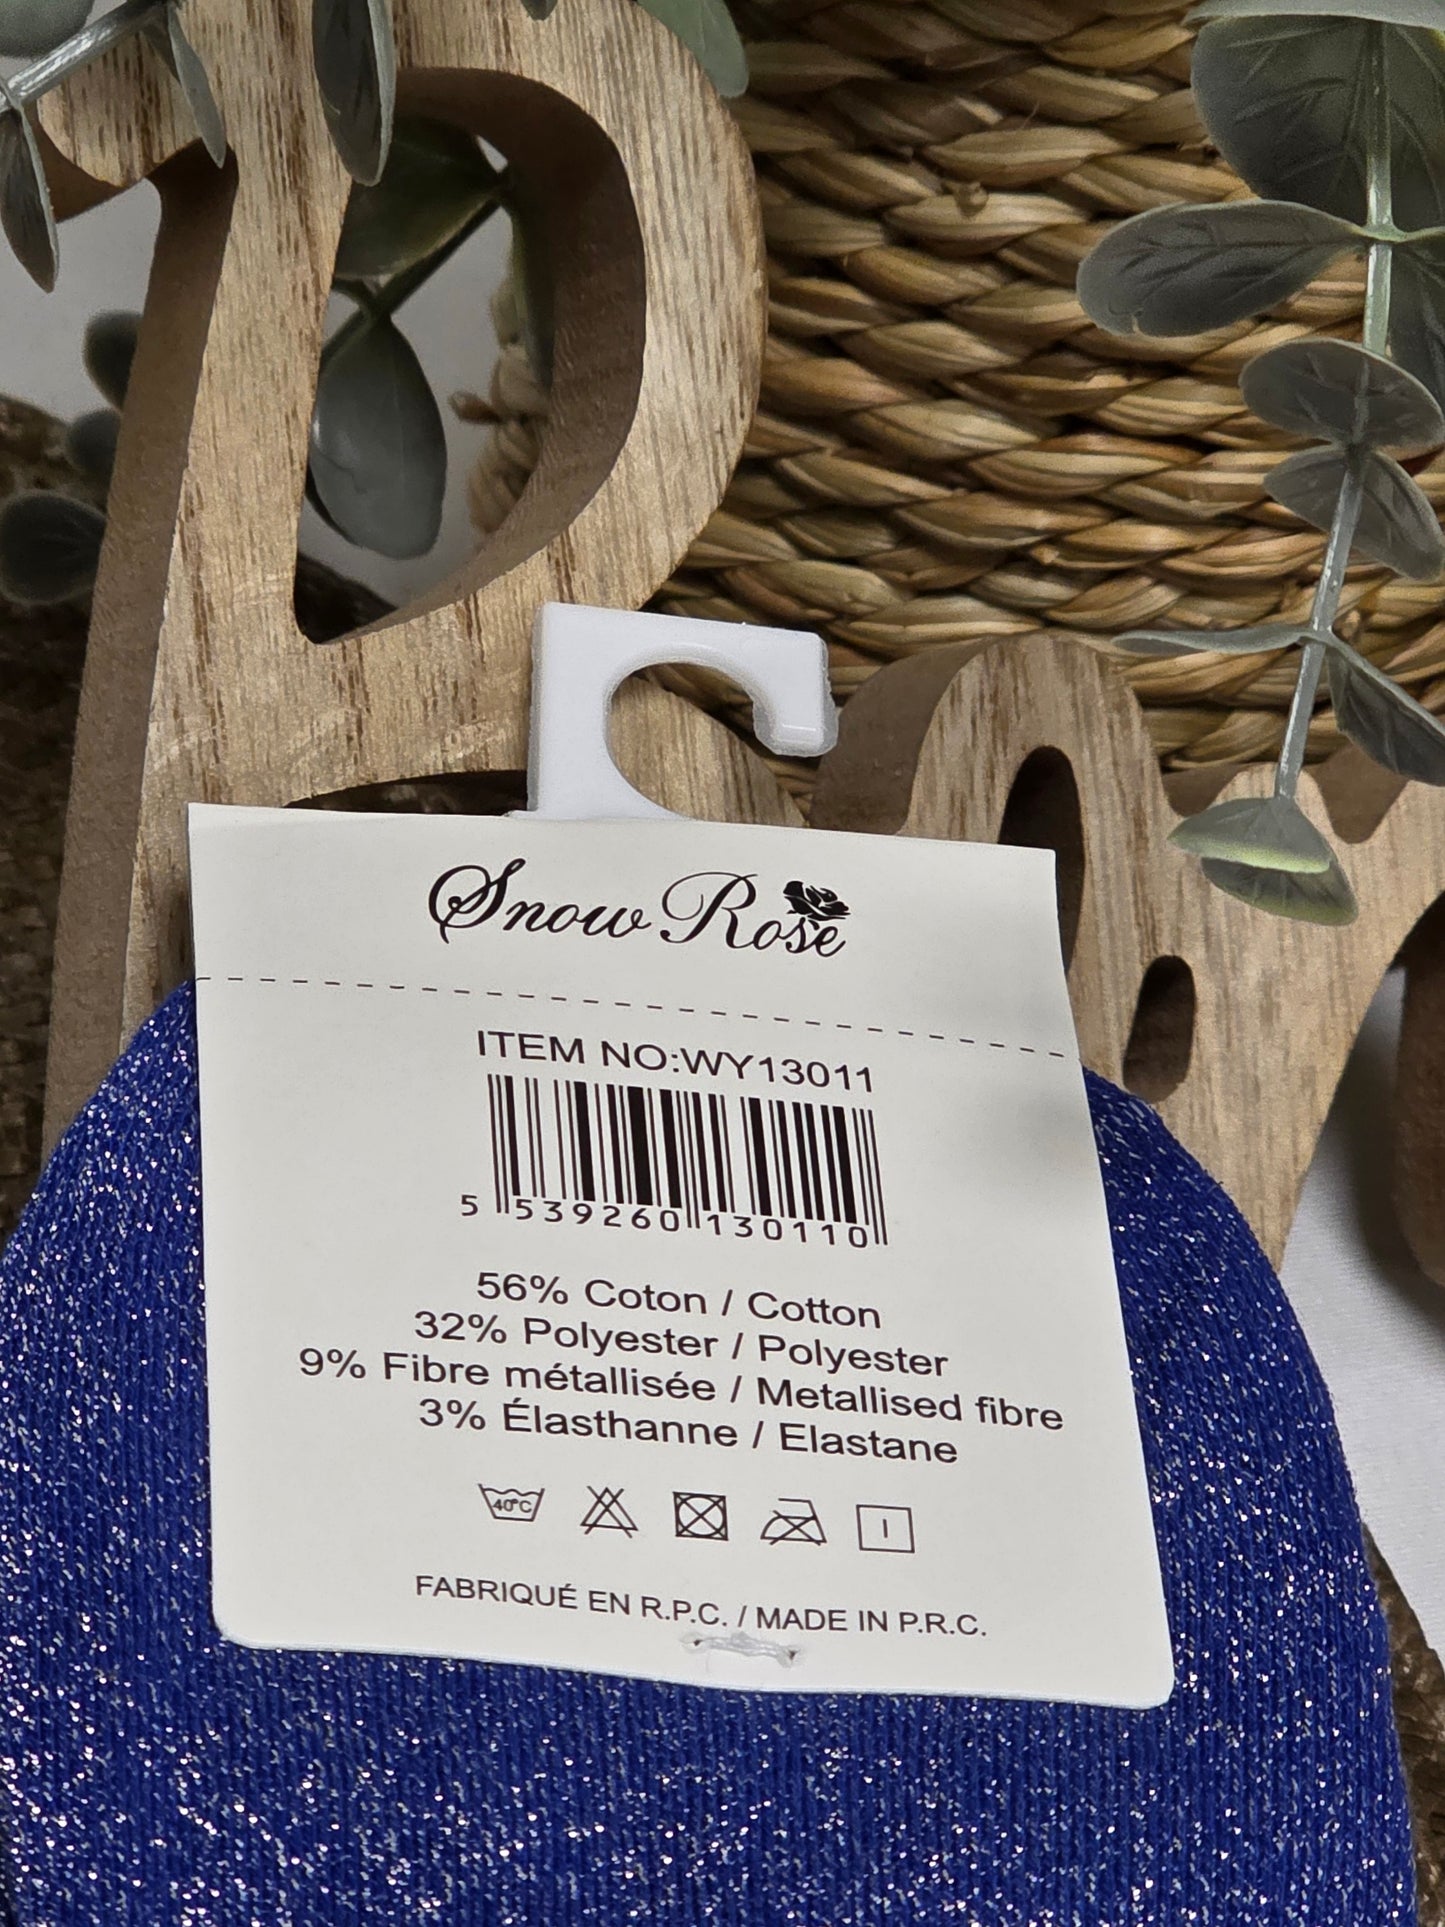 Snow Rose
ITEM NO:WY13011
5 539260 130110
56% Coton / Cotton
32% Polyester / Polyester
9% Fibre métallisée / Metallised fibre
3% Élasthanne / Elastane
40°C
FABRIQUÉ EN R.P.C. / MADE IN P.R.C.